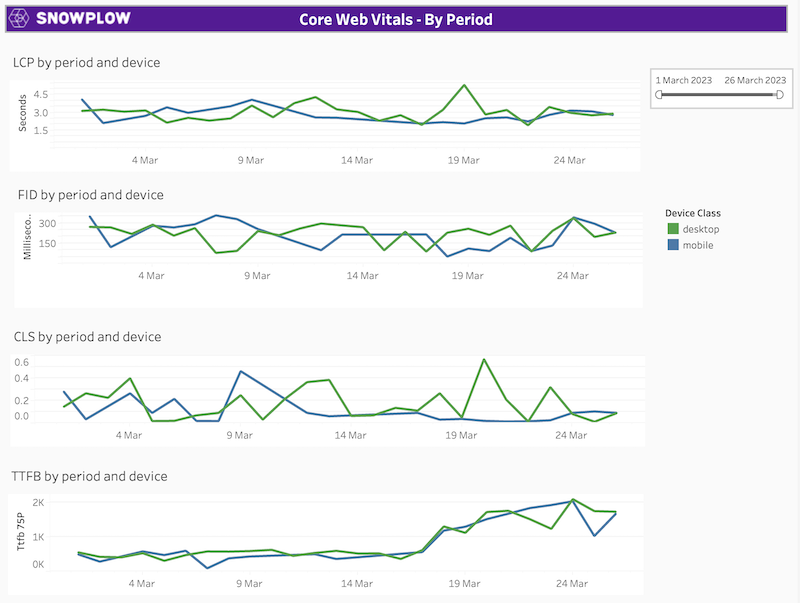 SNOWPLOW
Core Web Vitals - By Period
LCP by period and device
1 March 2023 26 March 2023
Seconds
4.5
3.0
1.5
4 Mar 9 Mar 14 Mar 19 Mar 24 Mar
FID by period and device
Device Class
desktop
mobile
Milliseco..
300
150
4 Mar 9 Mar 14 Mar 19 Mar 24 Mar
CLS by period and device
0.6
0.4
0.2
0.0
4 Mar 9 Mar 14 Mar 19 Mar 24 Mar
TTFB by period and device
Ttfb 75P
2K
1K
0K
4 Mar 9 Mar 14 Mar 19 Mar 24 Mar